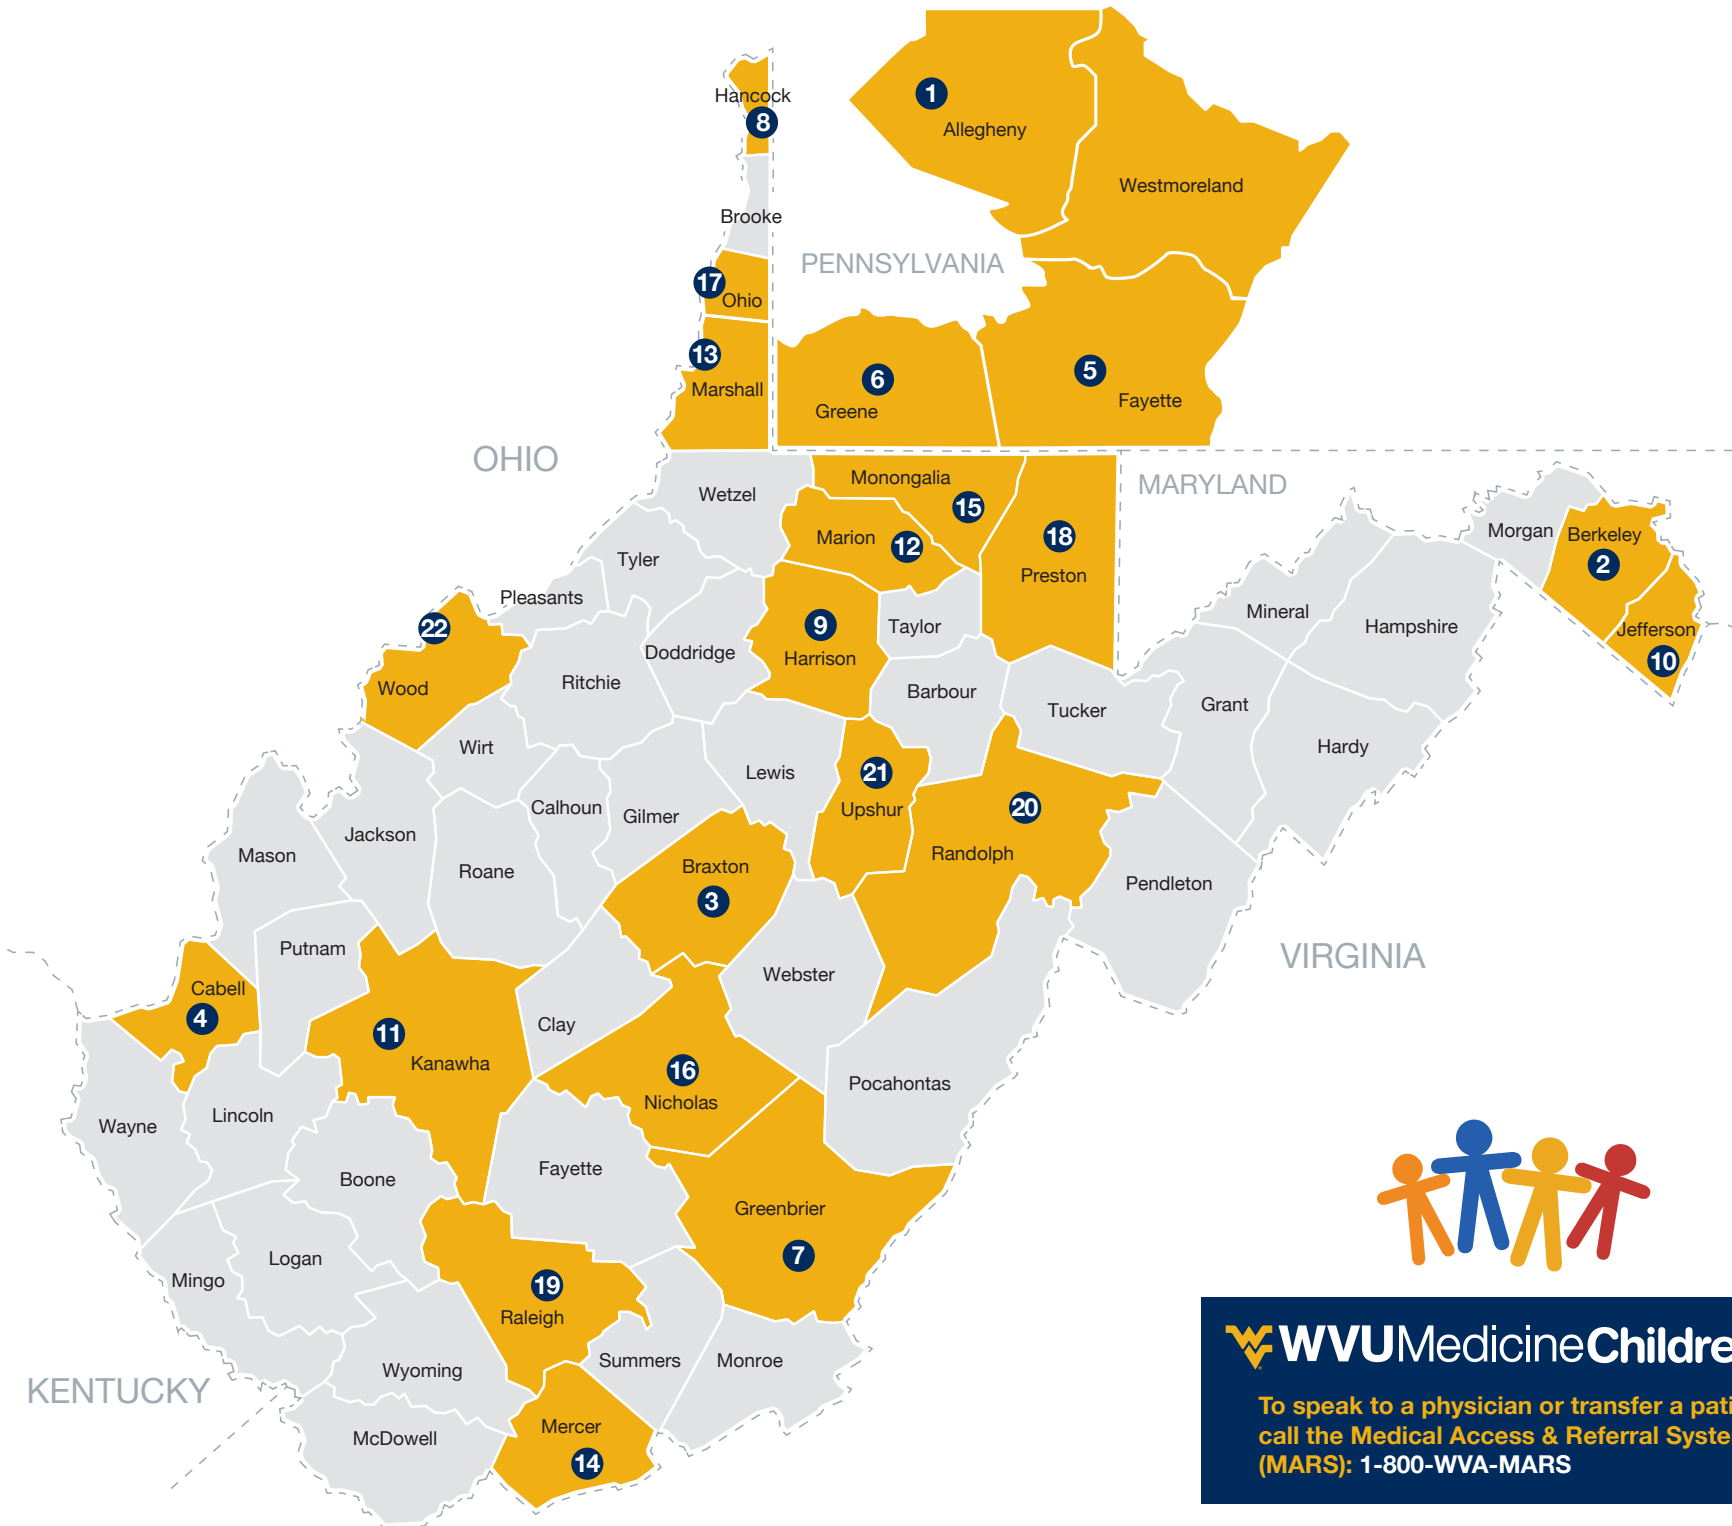 Hancock
8
1
Allegheny
Westmoreland
Brooke
PENNSYLVANIA
17
Ohio
13
Marshall
6
Greene
5
Fayette
OHIO
MARYLAND
Wetzel
Monongalia
15
Marion
12
18
Preston
Morgan
Berkeley
2
Jefferson
10
Tyler
Pleasants
22
Wood
Doddridge
9
Harrison
Taylor
Mineral
Hampshire
Ritchie
Barbour
Tucker
Grant
Hardy
Wirt
Lewis
21
Upshur
20
Randolph
Calhoun
Gilmer
Jackson
Mason
Roane
Braxton
3
Pendleton
Putnam
Cabell
4
Webster
VIRGINIA
11
Kanawha
Clay
16
Nicholas
Pocahontas
Wayne
Lincoln
Boone
Fayette
Greenbrier
7
Logan
Mingo
19
Raleigh
Summers
Monroe
Wyoming
KENTUCKY
McDowell
Mercer
14
WVUMedicineChildre
To speak to a physician or transfer a pati
call the Medical Access & Referral Syste
(MARS): 1-800-WVA-MARS